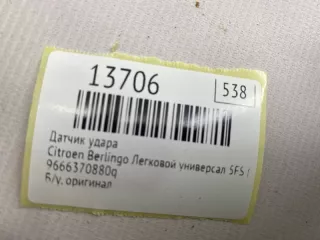 13706
538
Датчик удара
Citroen Berlingo Легковой универсал SFS
9666370880q
Б/у, оригинал